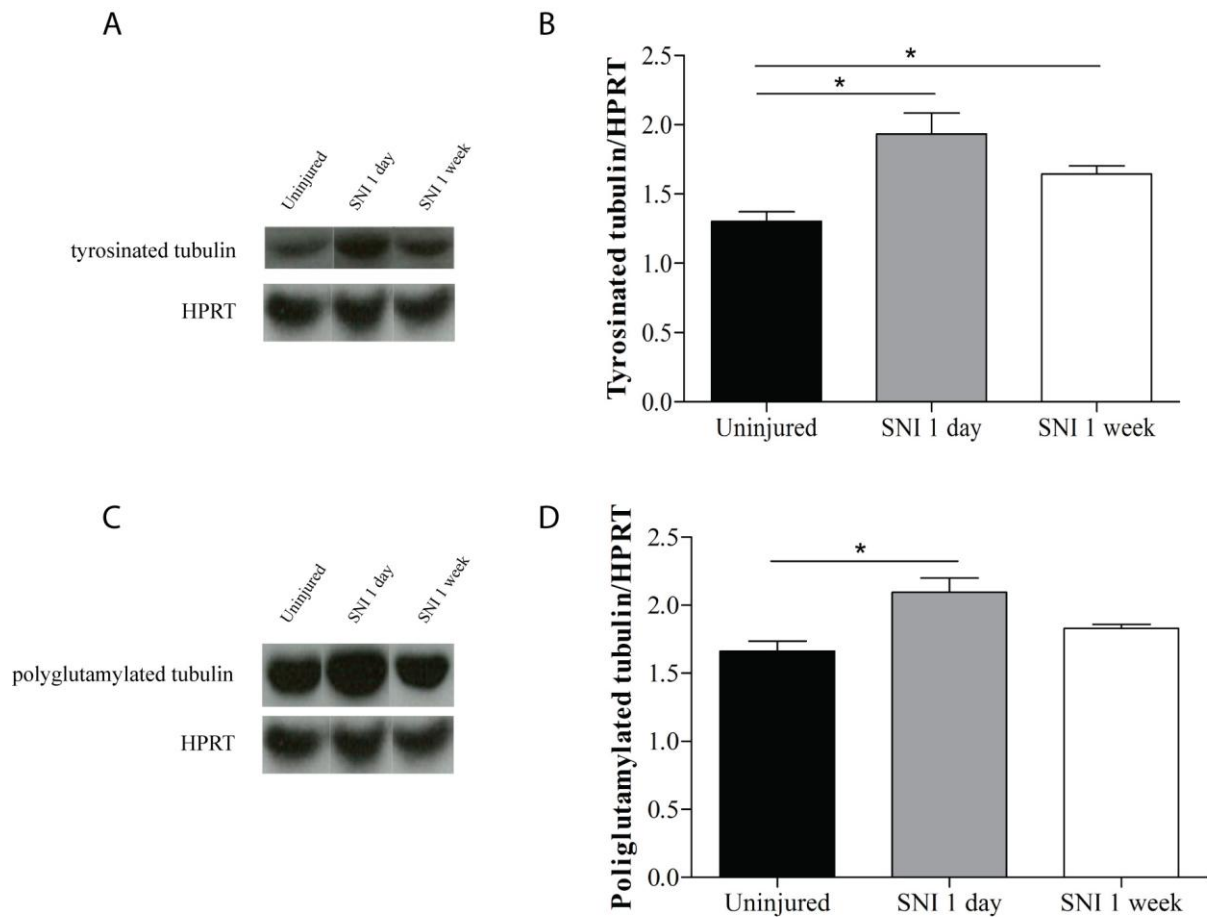 A
Uninjured
SNI 1 day
SNI 1 week
tyrosinated tubulin
HPRT
B
Tyrosinated tubulin/HPRT
2.5
2.0
1.5
1.0
0.5
0.0
*
*
Uninjured
SNI 1 day
SNI 1 week
C
Uninjured
SNI 1 day
SNI 1 week
polyglutamylated tubulin
HPRT
D
Poliglutamylated tubulin/HPRT
2.5
2.0
1.5
1.0
0.5
0.0
*
Uninjured
SNI 1 day
SNI 1 week